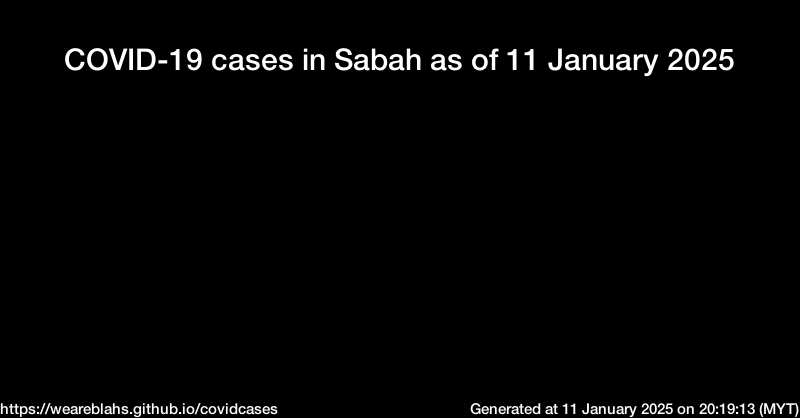 COVID-19 cases in Sabah as of 11 January 2025
https://weareblahs.github.io/covidcases
Generated at 11 January 2025 on 20:19:13 (MYT)